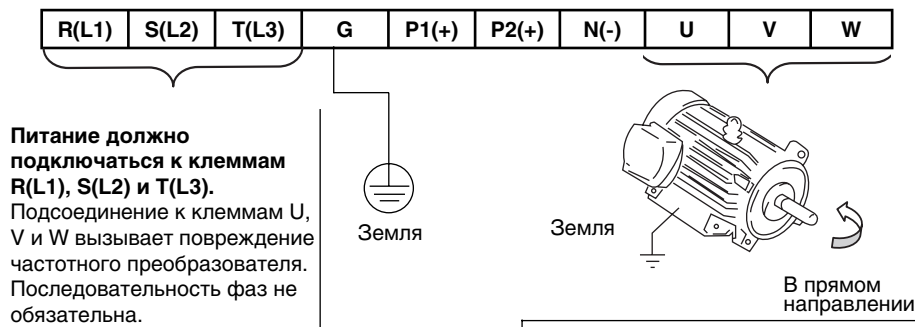 R(L1) S(L2) T(L3) G P1(+) P2(+) N(-) U V W
Питание должно
подключаться к клеммам
R(L1), S(L2) и T(L3).
Подсоединение к клеммам U,
V и W вызывает повреждение
частотного преобразователя.
Последовательность фаз не
обязательна.
Земля
Земля
В прямом
направлении